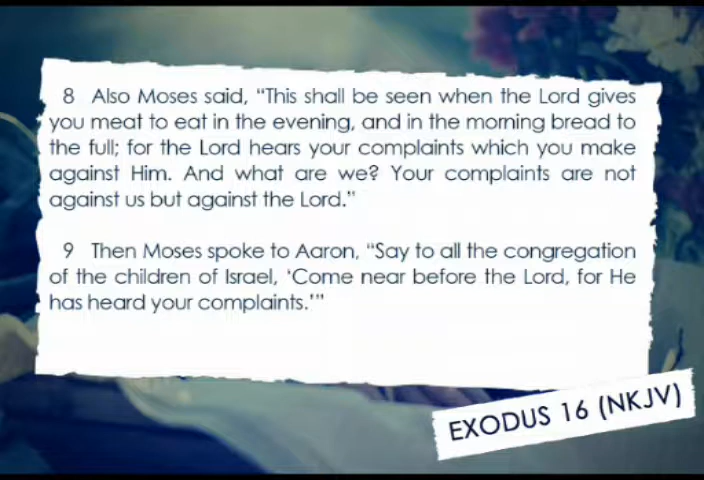 8 Also Moses said, “This shall be seen when the Lord gives
you meat to eat in the evening, and in the morning bread to
the full; for the Lord hears your complaints which you make
against Him. And what are we? Your complaints are not
against us but against the Lord.”
9 Then Moses spoke to Aaron, “Say to all the congregation
of the children of Israel, ‘Come near before the Lord, for He
has heard your complaints.’”
EXODUS 16 (NKJV)